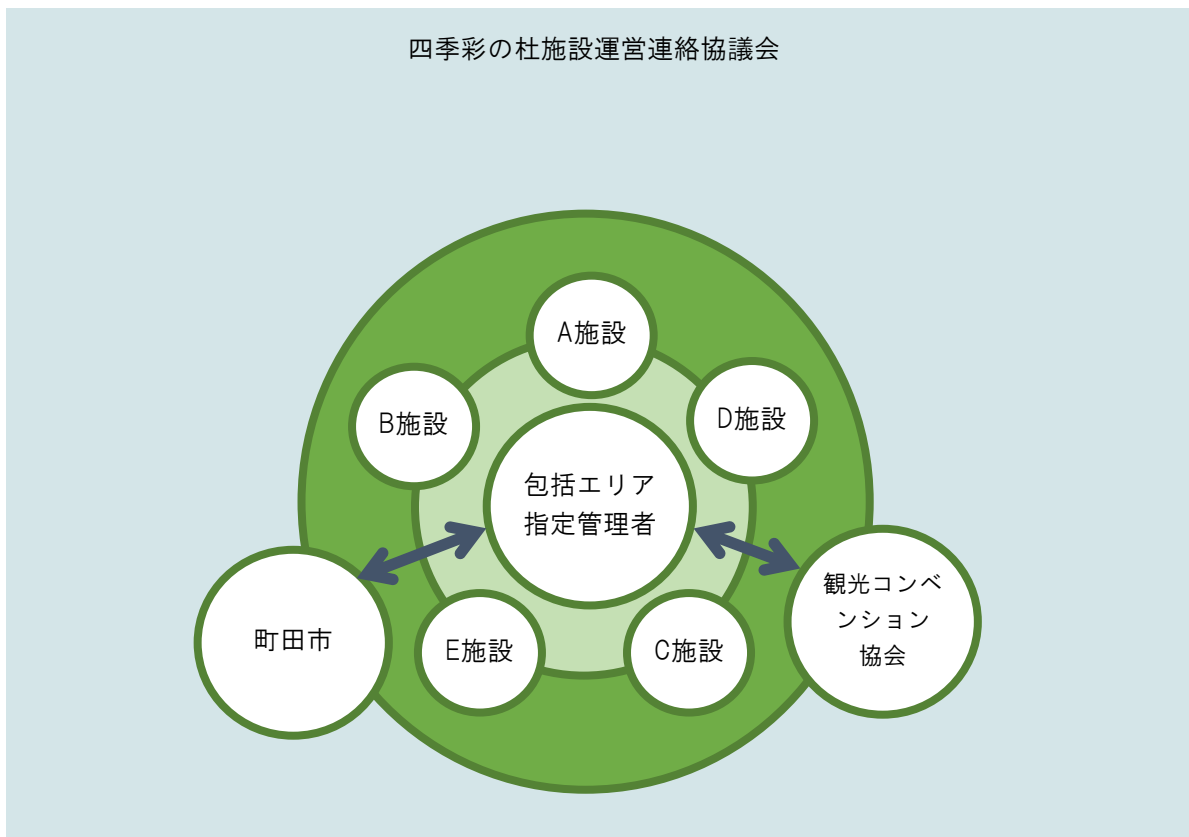 四季彩の杜施設運営連絡協議会
A施設
B施設
D施設
包括エリア
指定管理者
町田市
観光コンベ
ンション
協会
E施設
C施設